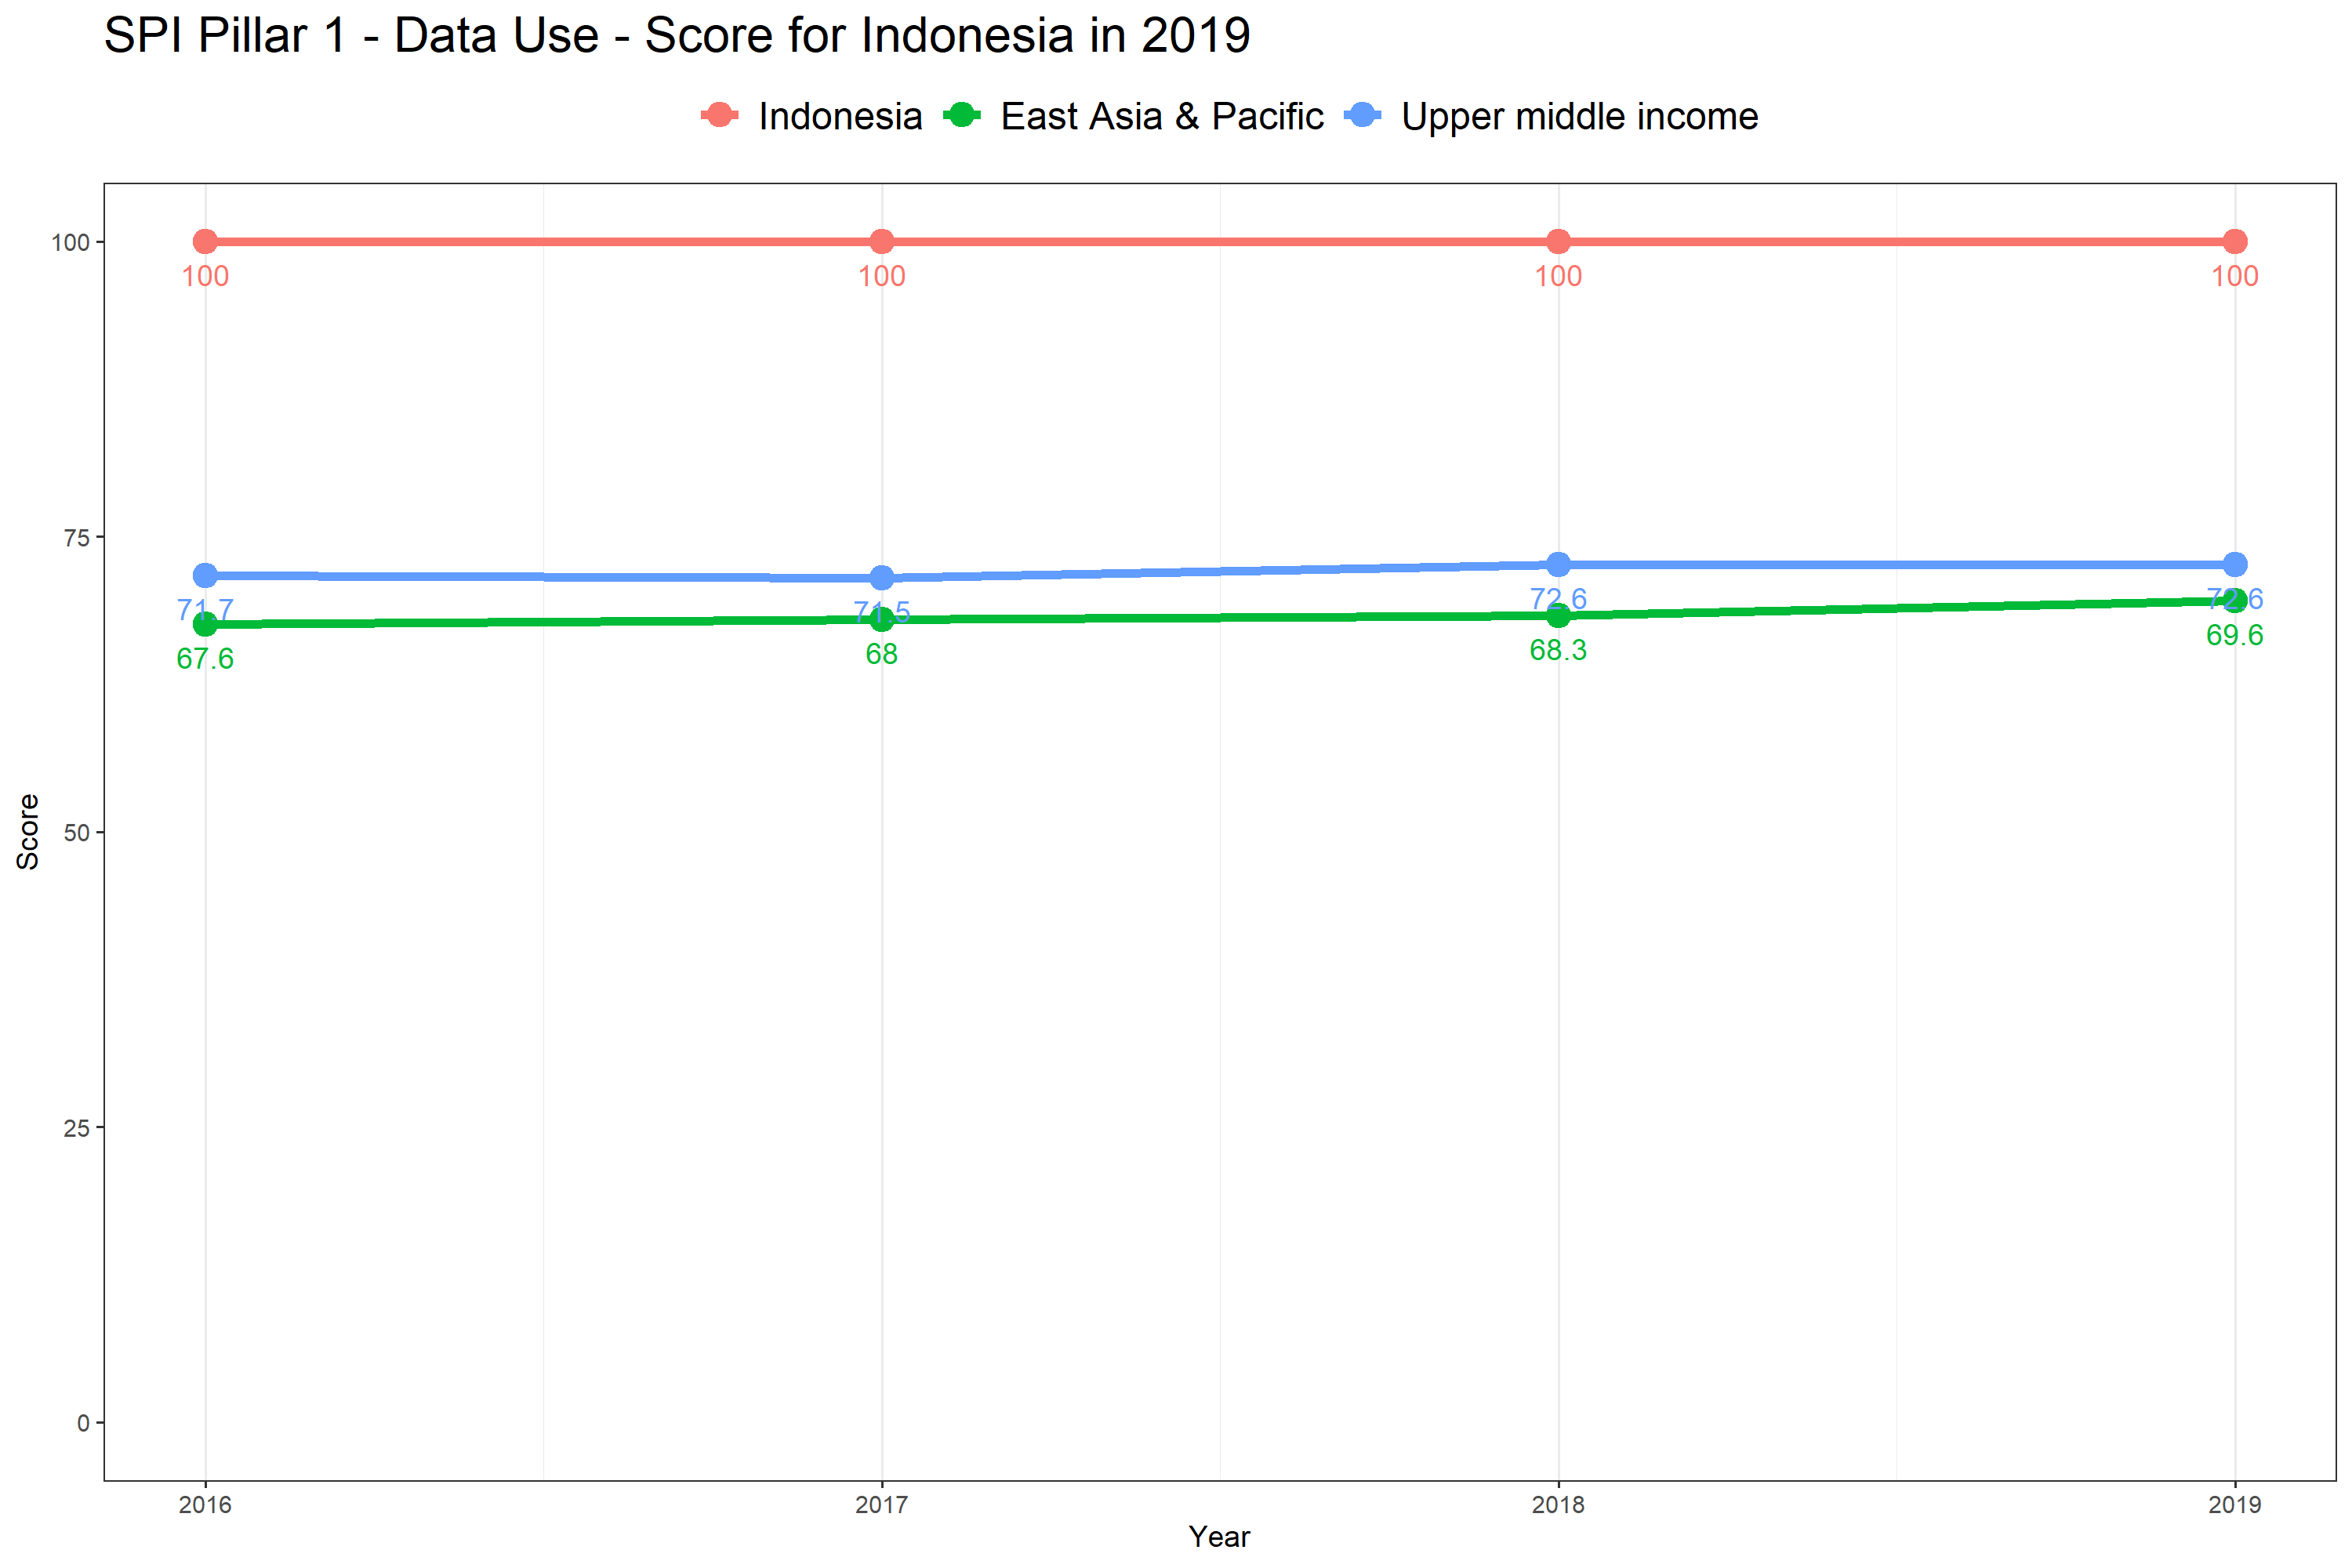 SPI Pillar 1 - Data Use - Score for Indonesia in 2019
Indonesia East Asia & Pacific Upper middle income
100
100 100 100 100
75
71.7 71.5 72.6 72.6
67.6 68 68.3 69.6
Score
50
25
0
2016 2017 2018 2019
Year